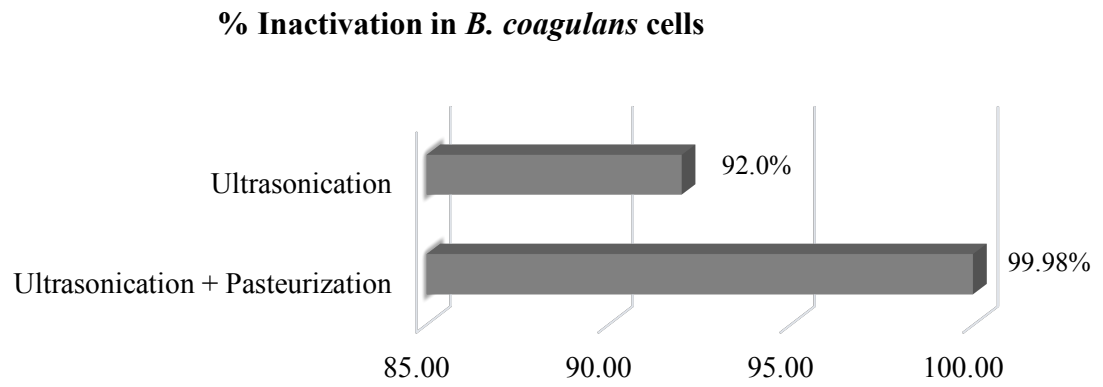 % Inactivation in B. coagulans cells
Ultrasonication
92.0%
Ultrasonication + Pasteurization
99.98%
85.00 90.00 95.00 100.00